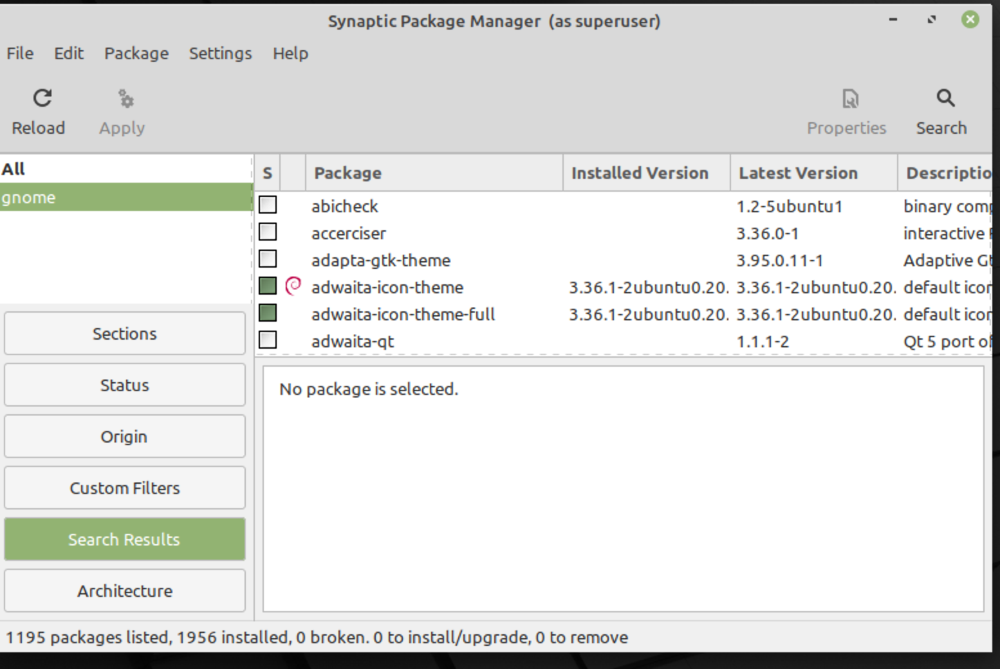 Synaptic Package Manager (as superuser)
File Edit Package Settings Help
Reload Apply Properties Search
All
gnome
Sections
Status
Origin
Custom Filters
Search Results
Architecture
S Package Installed Version Latest Version Descriptio
abicheck 1.2-5ubuntu1 binary comp
accerciser 3.36.0-1 interactive
adapta-gtk-theme 3.95.0.11-1 Adaptive Gt
adwaita-icon-theme 3.36.1-2ubuntu0.20. 3.36.1-2ubuntu0.20. default icon
adwaita-icon-theme-full 3.36.1-2ubuntu0.20. 3.36.1-2ubuntu0.20. default icon
adwaita-qt 1.1.1-2 Qt 5 port of
No package is selected.
1195 packages listed, 1956 installed, 0 broken. 0 to install/upgrade, 0 to remove